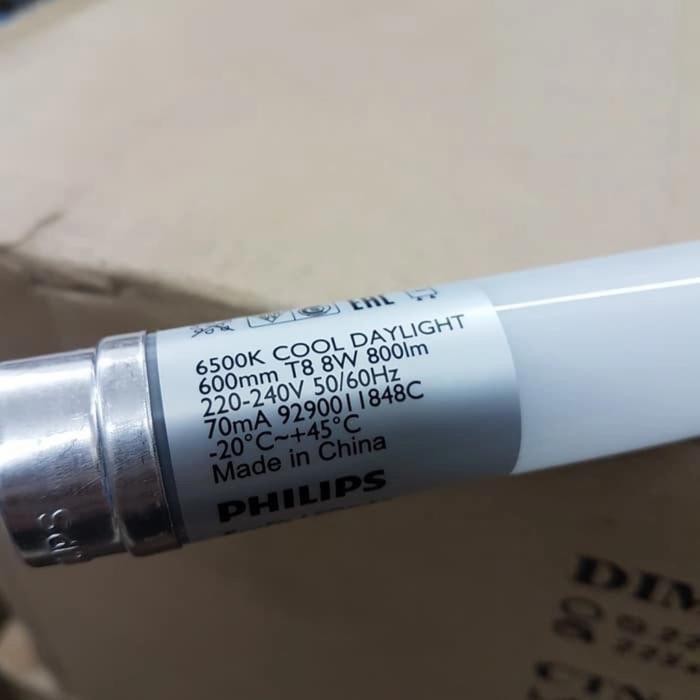 EAC
6500K COOL DAYLIGHT
600mm T8 8W 800lm
220-240V 50/60Hz
70mA 9290011848C
-20°C~+45°C
Made in China
PHILIPS